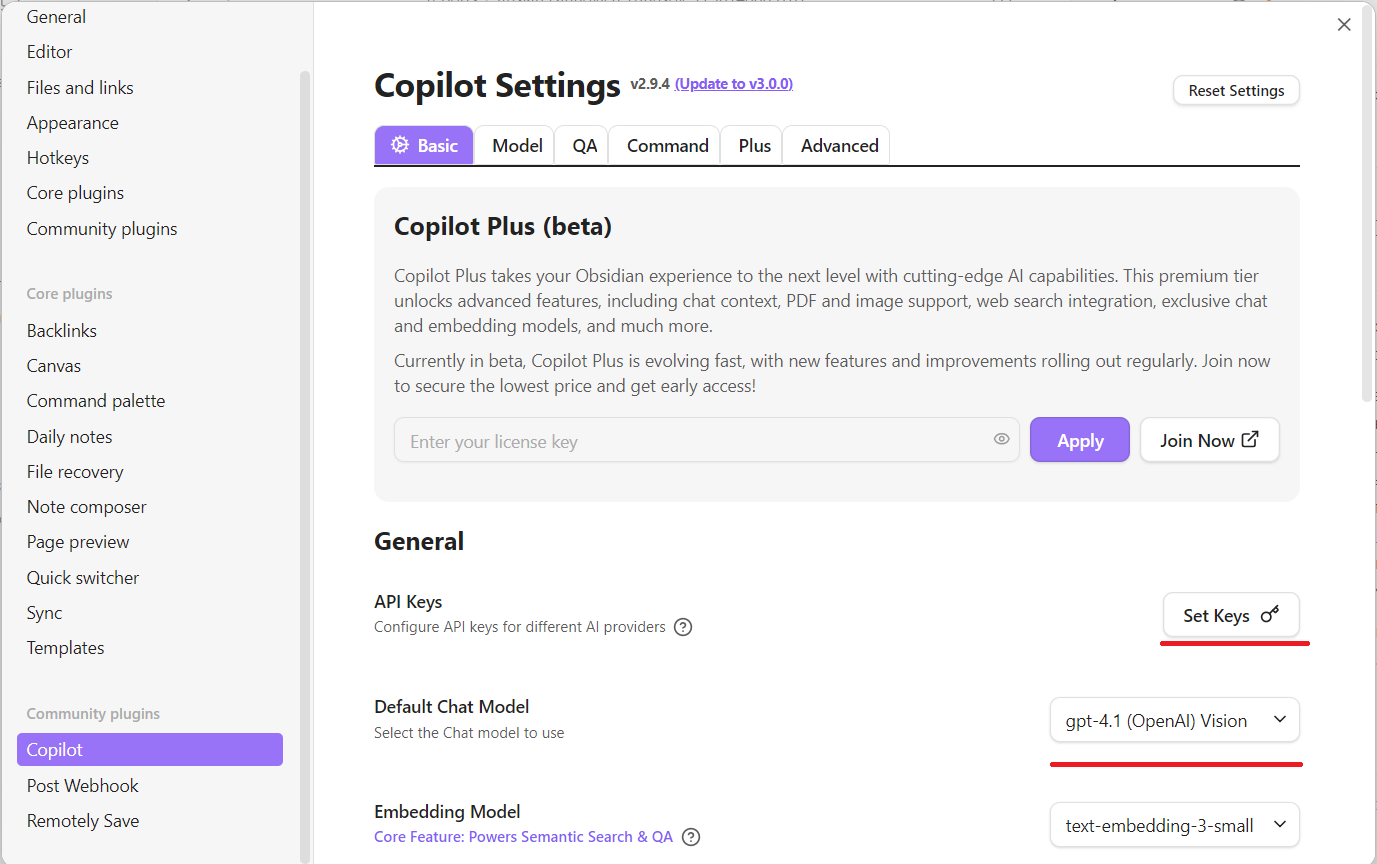 General
Editor
Files and links
Appearance
Hotkeys
Core plugins
Community plugins
Core plugins
Backlinks
Canvas
Command palette
Daily notes
File recovery
Note composer
Page preview
Quick switcher
Sync
Templates
Community plugins
Copilot
Post Webhook
Remotely Save
Copilot Settings v2.9.4 (Update to v3.0.0)
Reset Settings
Basic Model QA Command Plus Advanced
Copilot Plus (beta)
Copilot Plus takes your Obsidian experience to the next level with cutting-edge AI capabilities. This premium tier
unlocks advanced features, including chat context, PDF and image support, web search integration, exclusive chat
and embedding models, and much more.
Currently in beta, Copilot Plus is evolving fast, with new features and improvements rolling out regularly. Join now
to secure the lowest price and get early access!
Enter your license key Apply Join Now
General
API Keys
Configure API keys for different AI providers ?
Set Keys
Default Chat Model
Select the Chat model to use
gpt-4.1 (OpenAI) Vision
Embedding Model
Core Feature: Powers Semantic Search & QA ?
text-embedding-3-small